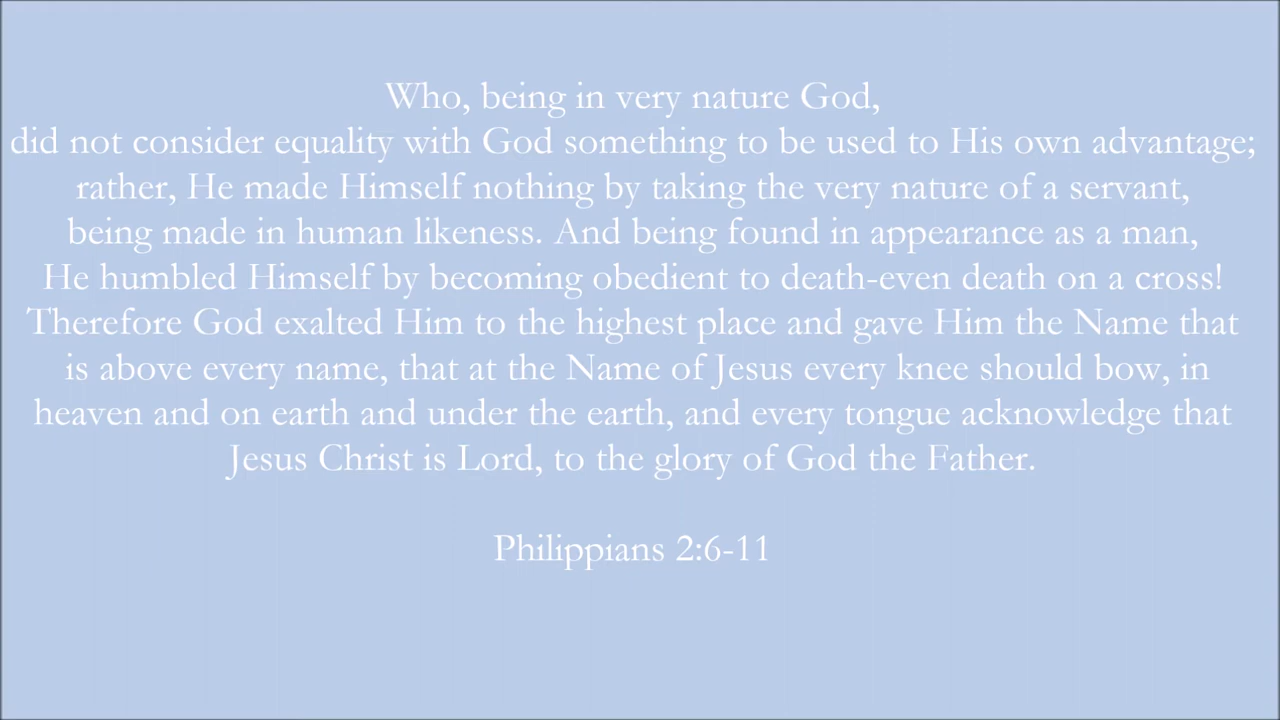 Who, being in very nature God,
did not consider equality with God something to be used to His own advantage;
rather, He made Himself nothing by taking the very nature of a servant,
being made in human likeness. And being found in appearance as a man,
He humbled Himself by becoming obedient to death-even death on a cross!
Therefore God exalted Him to the highest place and gave Him the Name that
is above every name, that at the Name of Jesus every knee should bow, in
heaven and on earth and under the earth, and every tongue acknowledge that
Jesus Christ is Lord, to the glory of God the Father.
Philippians 2:6-11